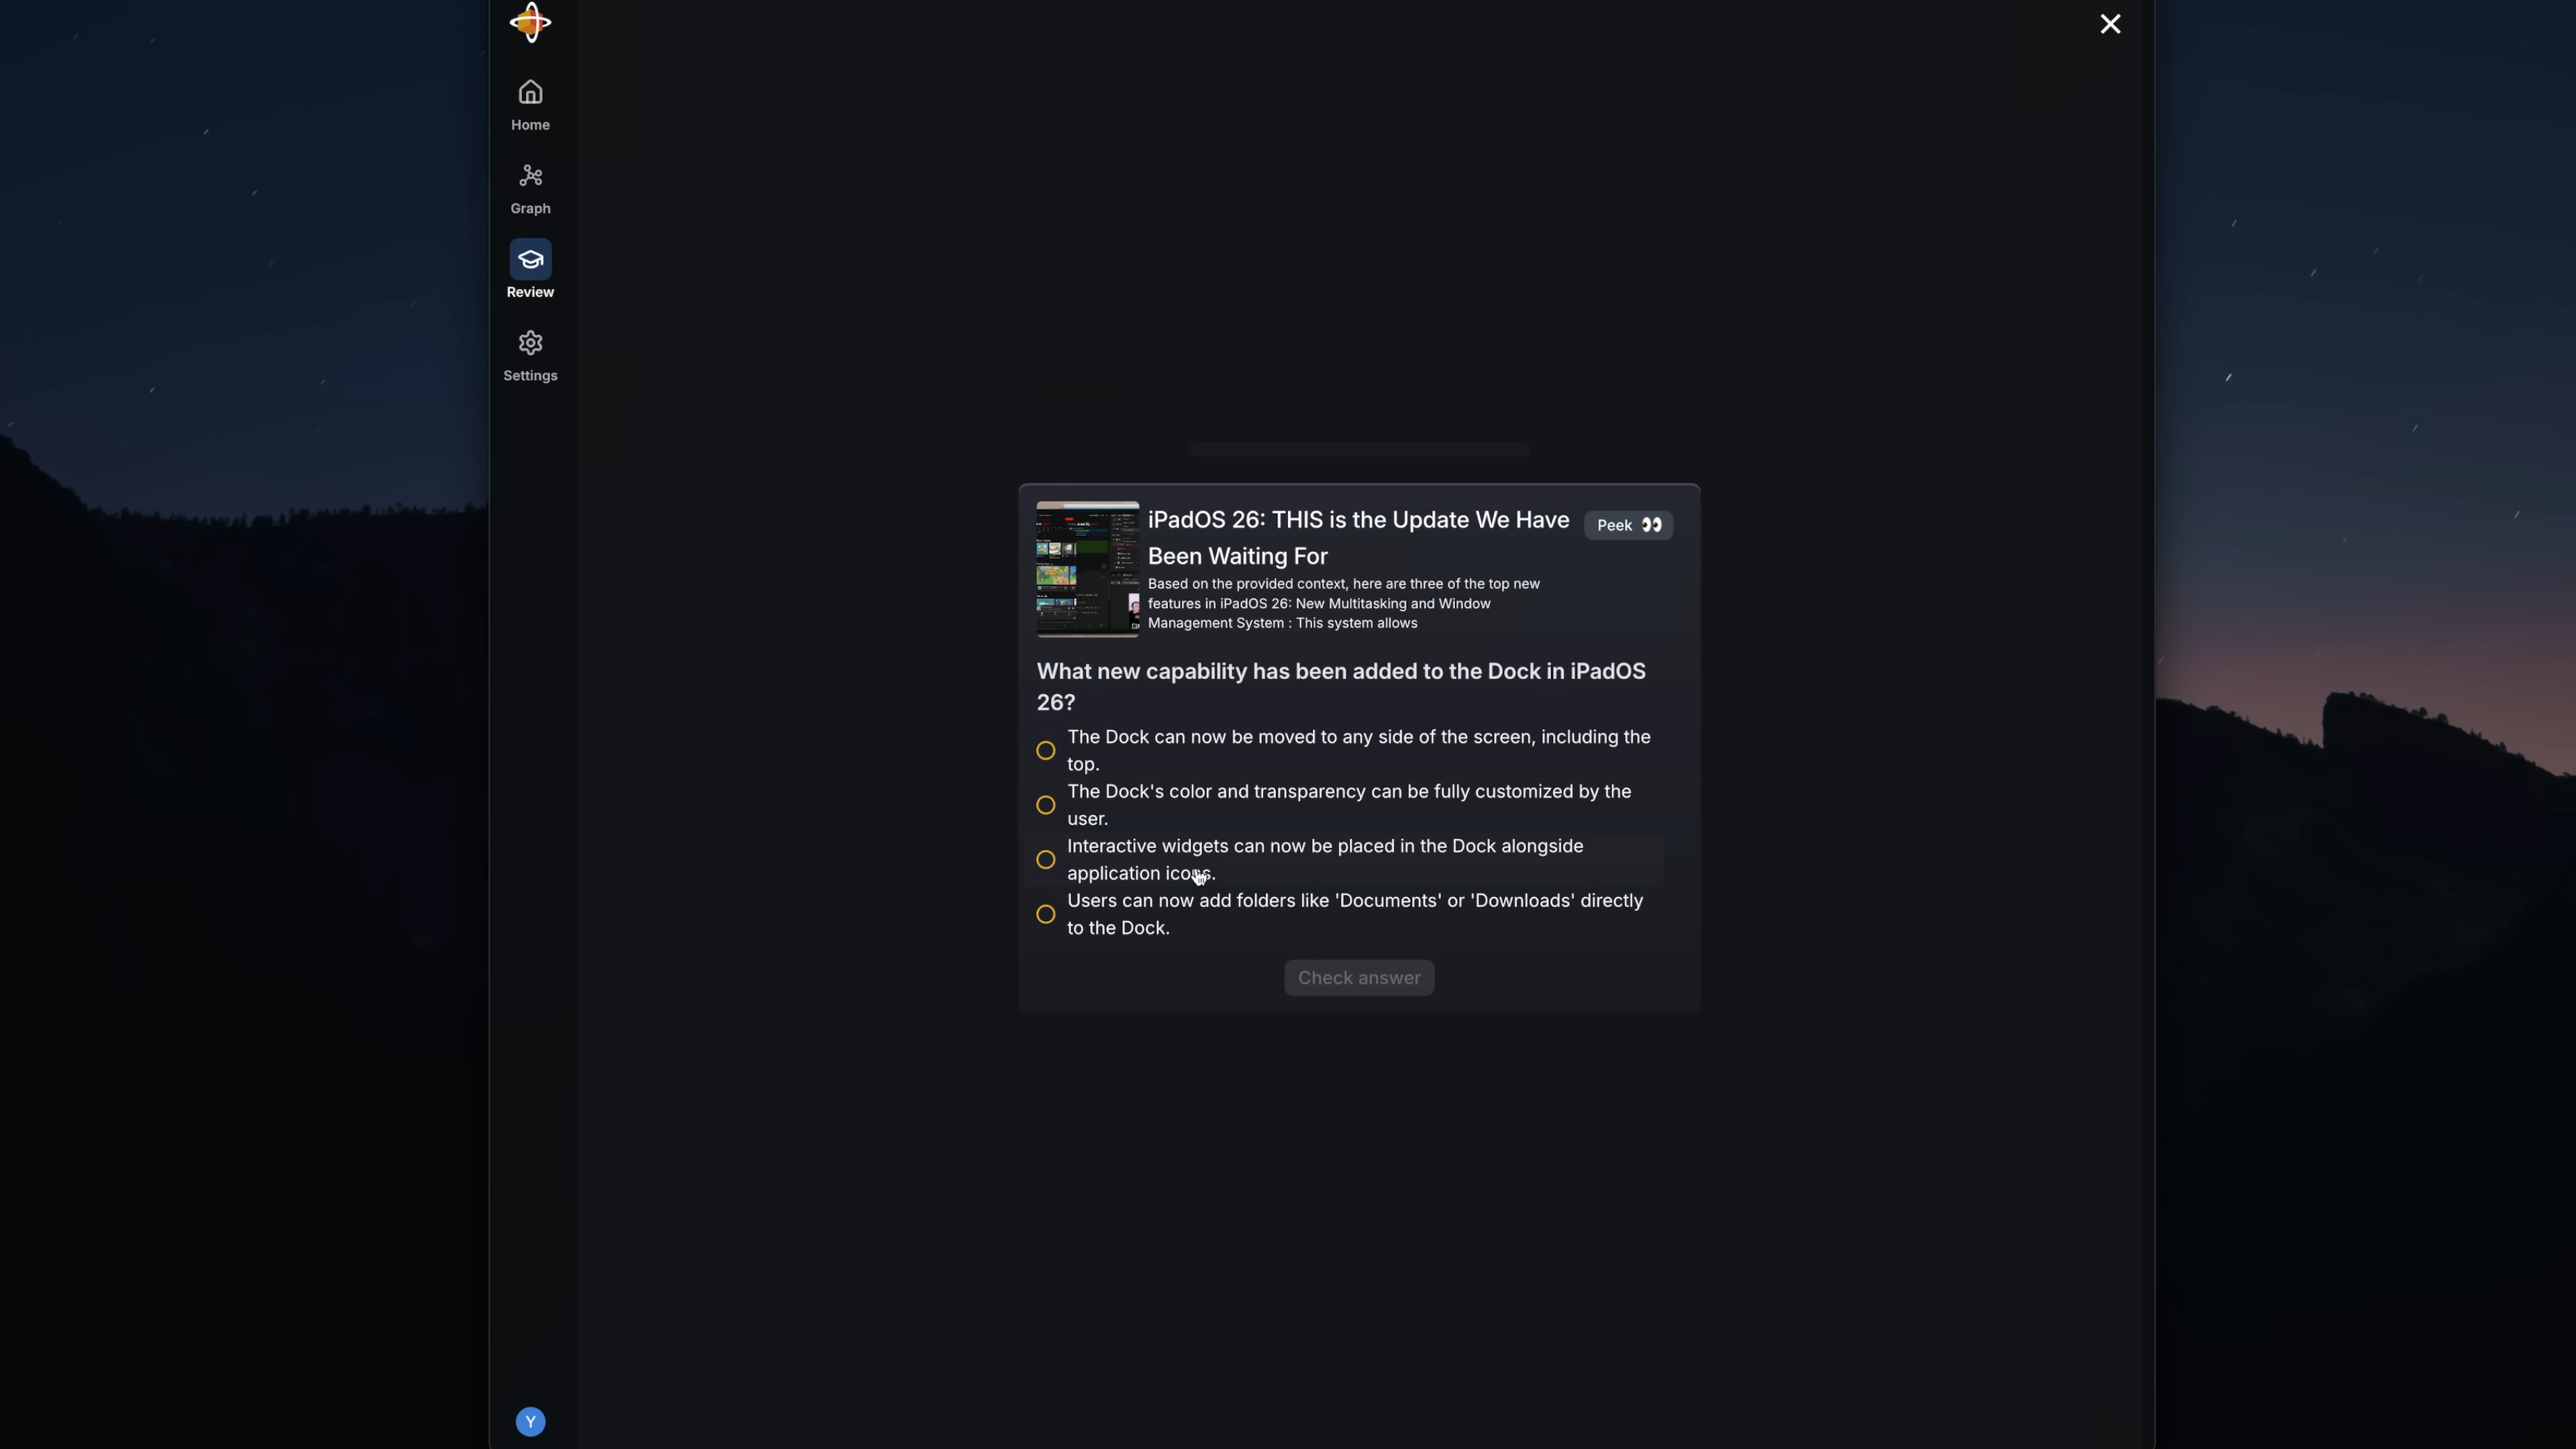 Home
Graph
Review
Settings
iPadOS 26: THIS is the Update We Have
Been Waiting For
Peek 👀
Based on the provided context, here are three of the top new
features in iPadOS 26: New Multitasking and Window
Management System : This system allows
What new capability has been added to the Dock in iPadOS
26?
The Dock can now be moved to any side of the screen, including the
top.
The Dock's color and transparency can be fully customized by the
user.
Interactive widgets can now be placed in the Dock alongside
application icons.
Users can now add folders like 'Documents' or 'Downloads' directly
to the Dock.
Check answer
Y